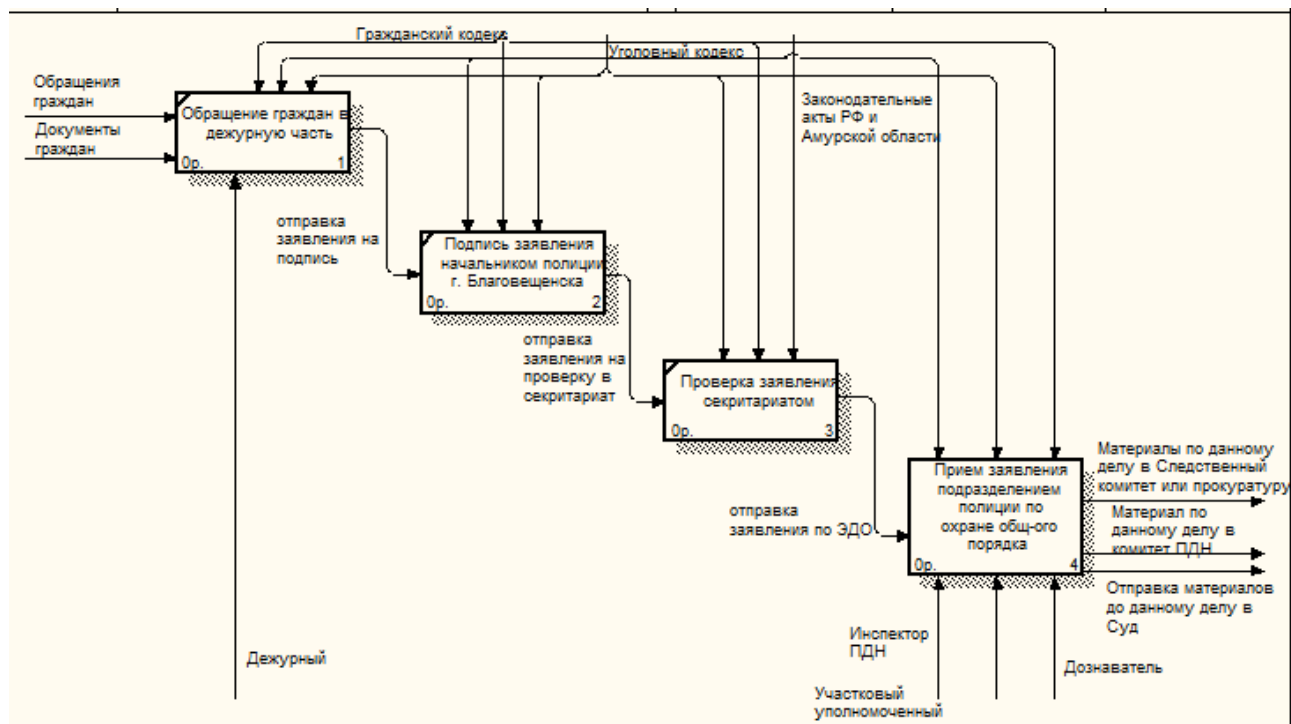 Гражданский кодекс
Уголовный кодекс
Обращения
граждан
Документы
граждан
Обращение граждан в
дежурную часть
0р.
1
Законодательные
акты РФ и
Амурской области
отправка
заявления на
подпись
Подпись заявления
начальником полиции
г. Благовещенска
0р.
2
отправка
заявления на
проверку в
секритариат
Проверка заявления
секритариатом
0р.
3
отправка
заявления по ЭДО
Прием заявления
подразделением
полиции по
охране общ-ого
порядка
0р.
4
Материалы по данному
делу в Следственный
комитет или прокуратуру
Материал по
данному делу в
комитет ПДН
Отправка материалов
до данному делу в
Суд
Дежурный
Инспектор
ПДН
Участковый
уполномоченный
Дознаватель